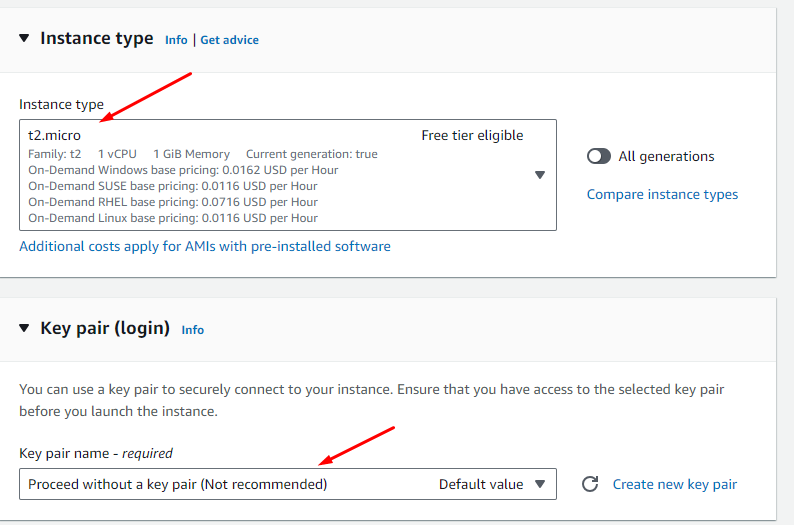 Instance type Info | Get advice
Instance type
t2.micro Free tier eligible
Family: t2 1 vCPU 1 GiB Memory Current generation: true
On-Demand Windows base pricing: 0.0162 USD per Hour
On-Demand SUSE base pricing: 0.0116 USD per Hour
On-Demand RHEL base pricing: 0.0716 USD per Hour
On-Demand Linux base pricing: 0.0116 USD per Hour
All generations
Compare instance types
Additional costs apply for AMIs with pre-installed software
Key pair (login) Info
You can use a key pair to securely connect to your instance. Ensure that you have access to the selected key pair
before you launch the instance.
Key pair name - required
Proceed without a key pair (Not recommended) Default value
Create new key pair